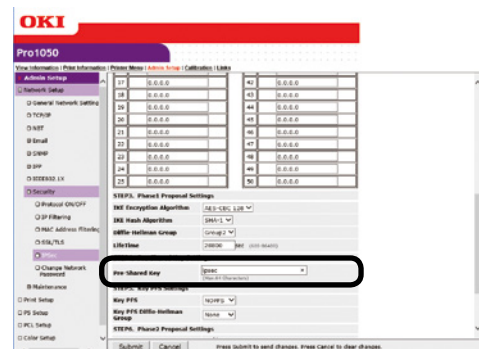 OKI
Pro1050
View Information | Print Information | Printer Menu | Admin Setup | Calibration | Links
Admin Setup
Network Setup
General Network Setting
TCP/IP
NBT
Email
SNMP
IPP
IEEE802.1X
Security
Protocol ON/OFF
IP Filtering
MAC Address Filtering
SSL/TLS
IPSec
Change Network
Password
Maintenance
Print Setup
PS Setup
PCL Setup
Color Setup
17 0.0.0.0 42 0.0.0.0
18 0.0.0.0 43 0.0.0.0
19 0.0.0.0 44 0.0.0.0
20 0.0.0.0 45 0.0.0.0
21 0.0.0.0 46 0.0.0.0
22 0.0.0.0 47 0.0.0.0
23 0.0.0.0 48 0.0.0.0
24 0.0.0.0 49 0.0.0.0
25 0.0.0.0 50 0.0.0.0
STEP3. Phase1 Proposal Settings
IKE Encryption Algorithm AES-CBC 128
IKE Hash Algorithm SHA-1
Diffie-Hellman Group Group2
Lifetime 28800 sec
Pre-Shared Key ipsec ×
(Max 64 Characters)
STEP5. Key PFS Settings
Key PFS NOPFS
Key PFS Diffie-Hellman
Group None
STEP6. Phase2 Proposal Settings
Submit Cancel Press Submit to send changes. Press Cancel to clear changes.